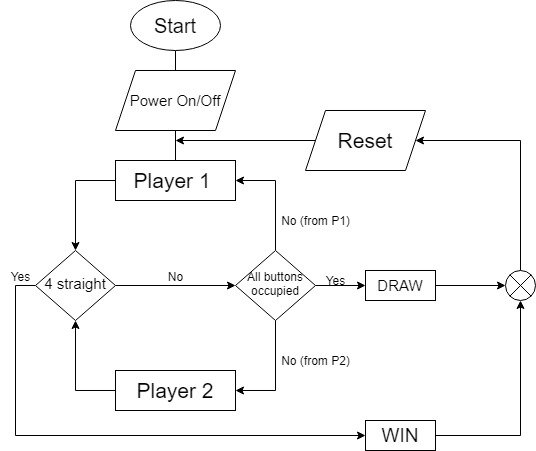 Start
Power On/Off
Reset
Player 1
No (from P1)
Yes
4 straight
No
All buttons
occupied
Yes
DRAW
No (from P2)
Player 2
WIN